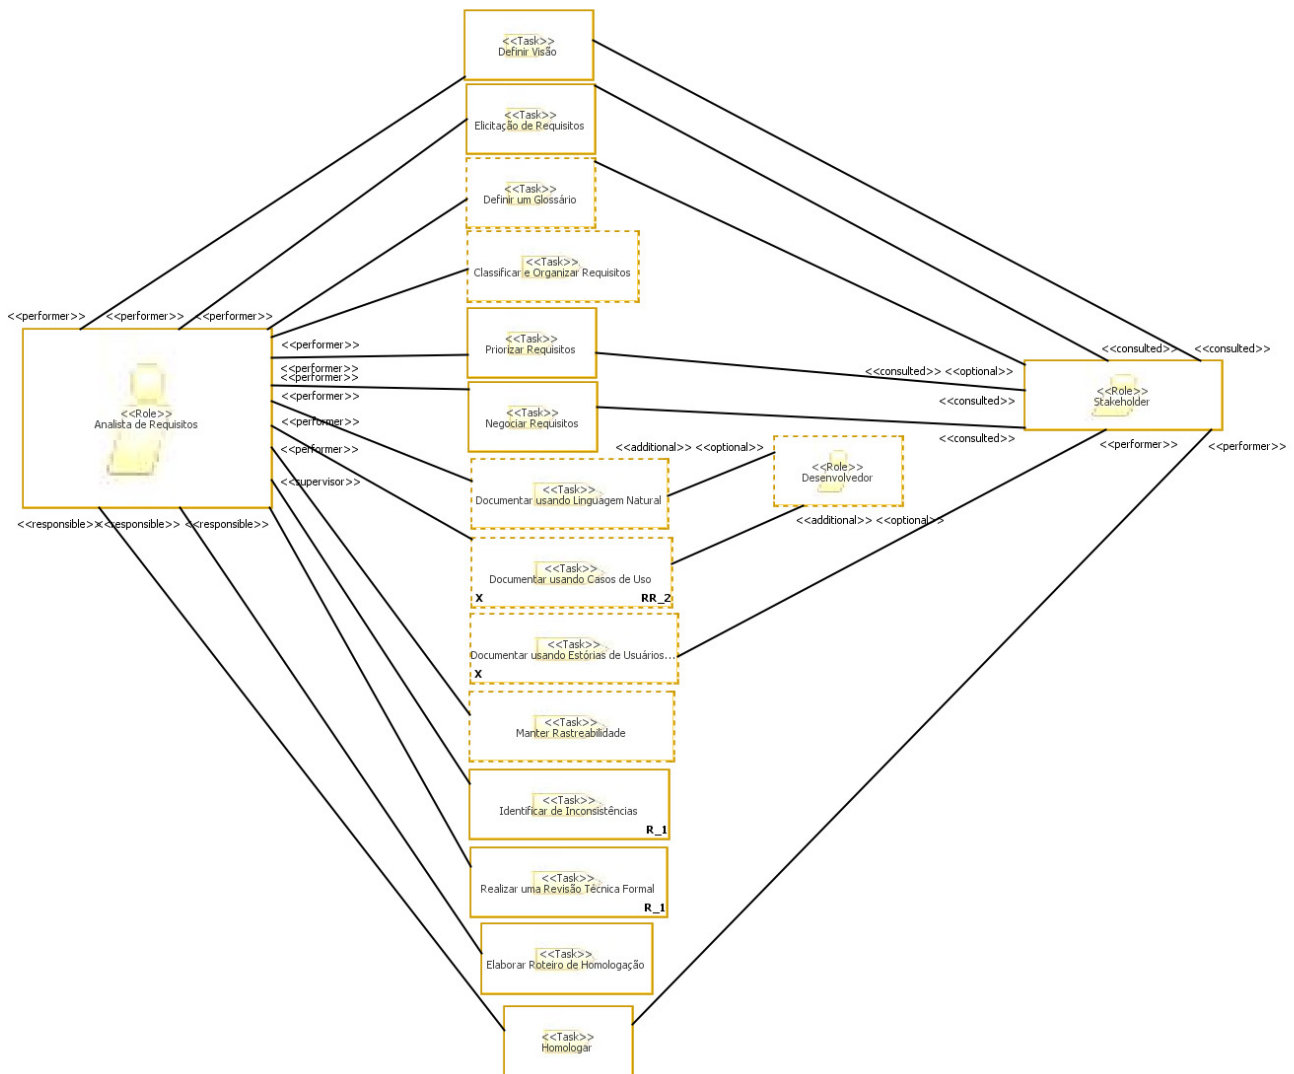 <<Task>>
Definir Visão
<<Task>>
Elicitação de Requisitos
<<Task>>
Definir um Glossário
<<Task>>
Classificar e Organizar Requisitos
<<performer>>
<<performer>>
<<performer>>
<<Task>>
Priorizar Requisitos
<<performer>>
<<performer>>
<<performer>>
<<performer>>
<<performer>>
<<performer>>
<<supervisor>>
<<Role>>
Analista de Requisitos
<<responsible>>
<<responsible>>
<<responsible>>
<<consulted>>
<<consulted>>
<<consulted>> <<optional>>
<<consulted>>
<<consulted>>
<<Role>>
Stakeholder
<<performer>>
<<performer>>
<<Task>>
Negociar Requisitos
<<additional>> <<optional>>
<<Role>>
Desenvolvedor
<<additional>> <<optional>>
<<Task>>
Documentar usando Linguagem Natural
<<Task>>
Documentar usando Casos de Uso
X
RR_2
<<Task>>
Documentar usando Estórias de Usuários...
X
<<Task>>
Manter Rastreabilidade
<<Task>>
Identificar de Inconsistências
R_1
<<Task>>
Realizar uma Revisão Técnica Formal
R_1
<<Task>>
Elaborar Roteiro de Homologação
<<Task>>
Homologar